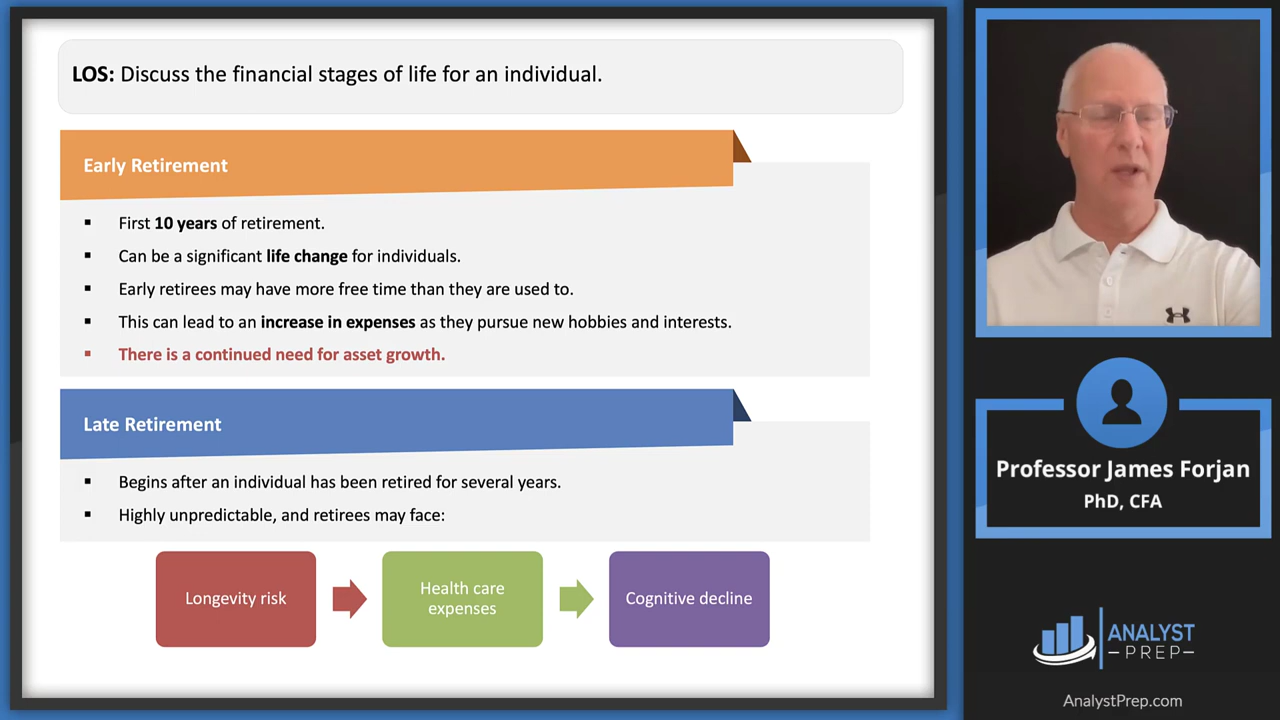 LOS: Discuss the financial stages of life for an individual.
Early Retirement
▪ First 10 years of retirement.
▪ Can be a significant life change for individuals.
▪ Early retirees may have more free time than they are used to.
▪ This can lead to an increase in expenses as they pursue new hobbies and interests.
▪ There is a continued need for asset growth.
Late Retirement
▪ Begins after an individual has been retired for several years.
▪ Highly unpredictable, and retirees may face:
Longevity risk
Health care
expenses
Cognitive decline
Professor James Forjan
PhD, CFA
ANALYST
–PREP–
AnalystPrep.com